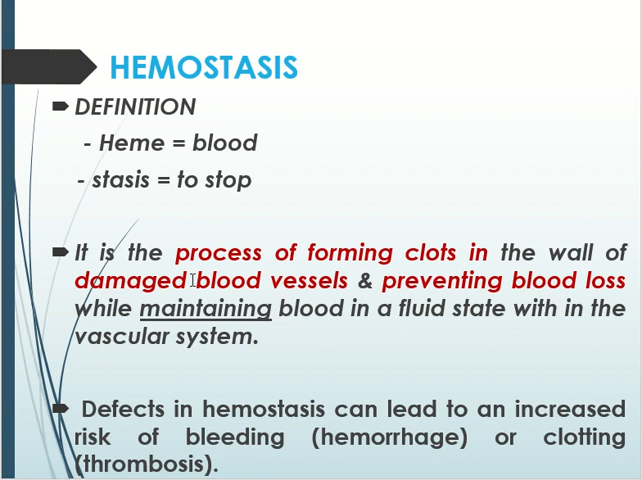 HEMOSTASIS
DEFINITION
- Heme = blood
- stasis = to stop
It is the process of forming clots in the wall of
damaged blood vessels & preventing blood loss
while maintaining blood in a fluid state with in the
vascular system.
Defects in hemostasis can lead to an increased
risk of bleeding (hemorrhage) or clotting
(thrombosis).